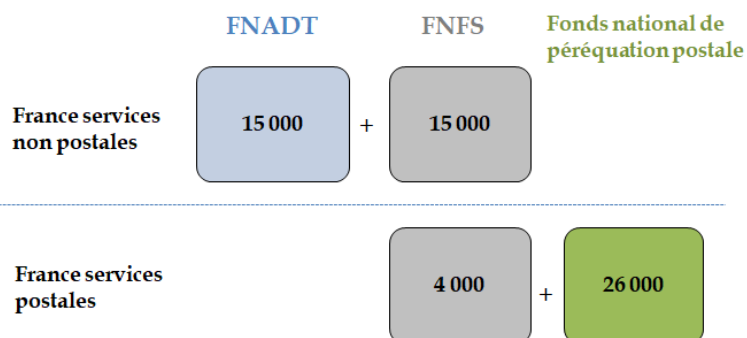 FNADT
FNFS
Fonds national de
péréquation postale
France services
non postales
15 000
+
15 000
France services
postales
4 000
+
26 000